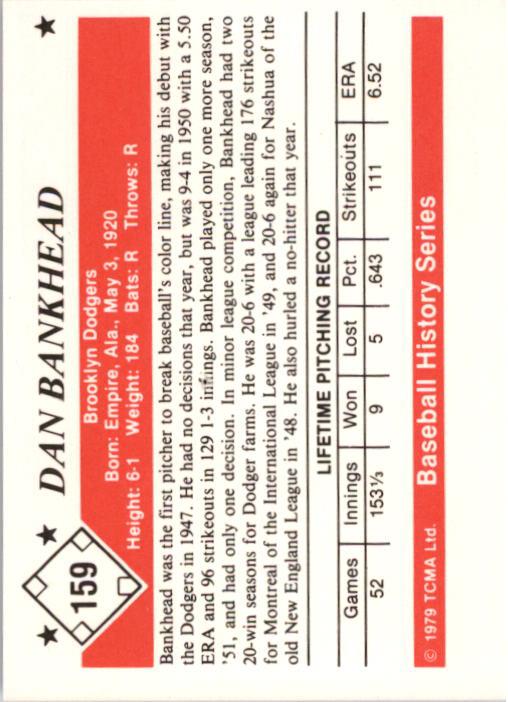 159
DAN BANKHEAD
Brooklyn Dodgers
Born: Empire, Ala., May 3, 1920
Height: 6-1 Weight: 184 Bats: R Throws: R
Bankhead was the first pitcher to break baseball's color line, making his debut with
the Dodgers in 1947. He had no decisions that year, but was 9-4 in 1950 with a 5.50
ERA and 96 strikeouts in 129 1-3 innings. Bankhead played only one more season,
'51, and had only one decision. In minor league competition, Bankhead had two
20-win seasons for Dodger farms. He was 20-6 with a league leading 176 strikeouts
for Montreal of the International League in '49, and 20-6 again for Nashua of the
old New England League in '48. He also hurled a no-hitter that year.
LIFETIME PITCHING RECORD
Games Innings Won Lost Pct. Strikeouts ERA
52 153⅓ 9 5 .643 111 6.52
© 1979 TCMA Ltd. Baseball History Series